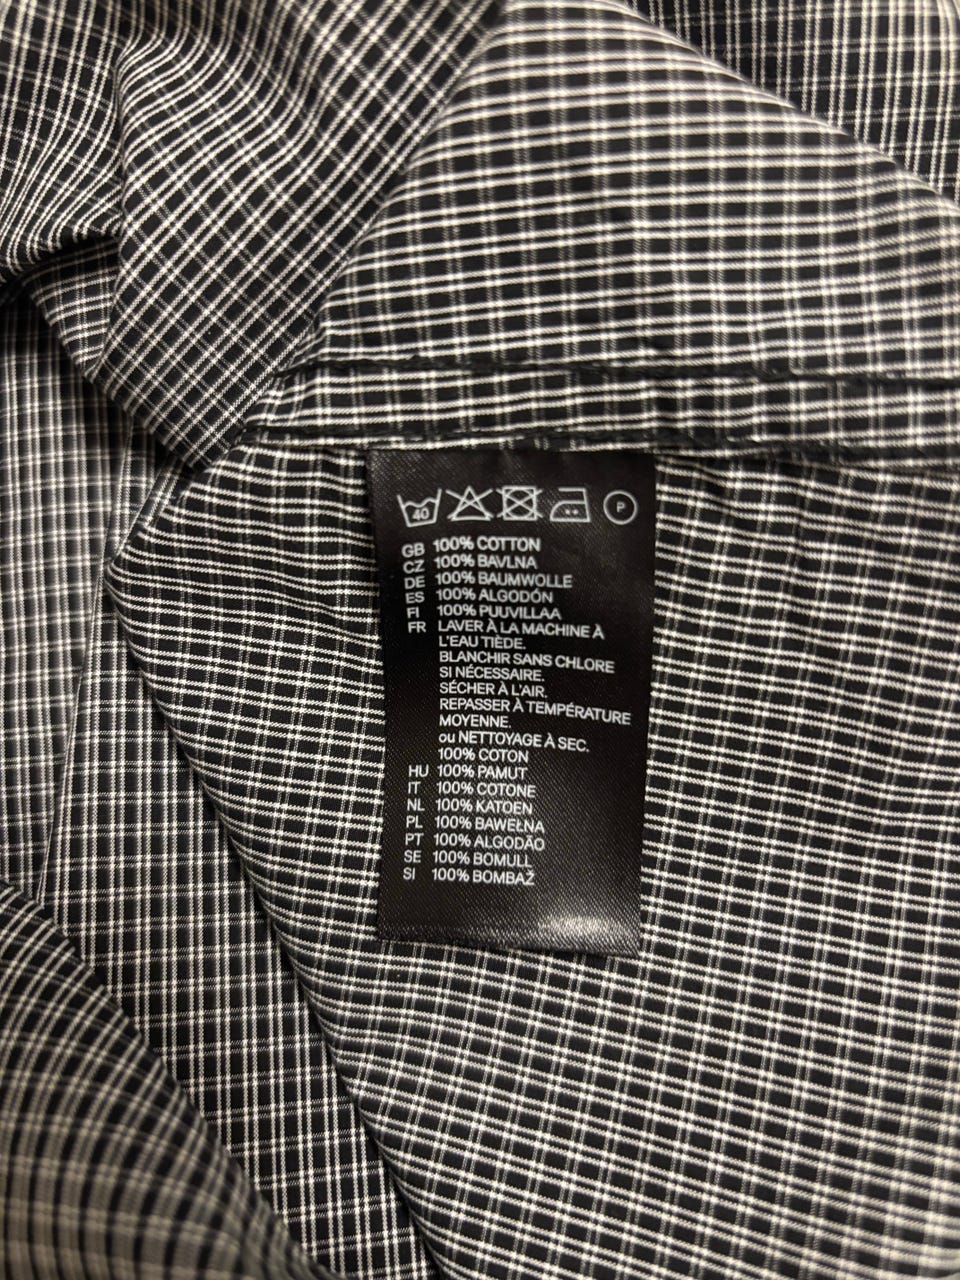 40 P
GB 100% COTTON
CZ 100% BAVLNA
DE 100% BAUMWOLLE
ES 100% ALGODÓN
FI 100% PUUVILLAA
FR LAVER À LA MACHINE À
L'EAU TIÈDE.
BLANCHIR SANS CHLORE
SI NÉCESSAIRE.
SÉCHER À L'AIR.
REPASSER À TEMPÉRATURE
MOYENNE.
ou NETTOYAGE À SEC.
100% COTON
HU 100% PAMUT
IT 100% COTONE
NL 100% KATOEN
PL 100% BAWEŁNA
PT 100% ALGODÃO
SE 100% BOMULL
SI 100% BOMBAŽ